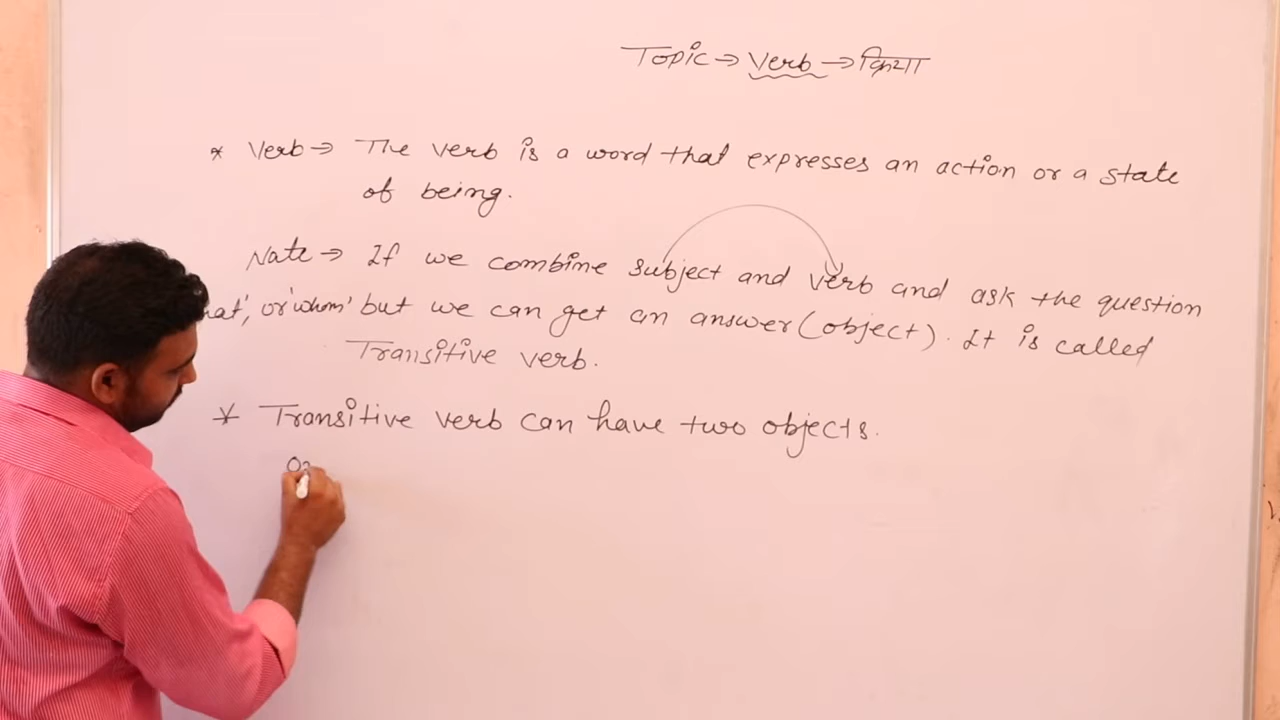 Topic → Verb → क्रिया
* Verb → The verb is a word that expresses an action or a state
of being.
Note → If we combine subject and verb and ask the question
or 'whom' but we can get an answer (object). It is called
Transitive verb.
* Transitive verb can have two objects.